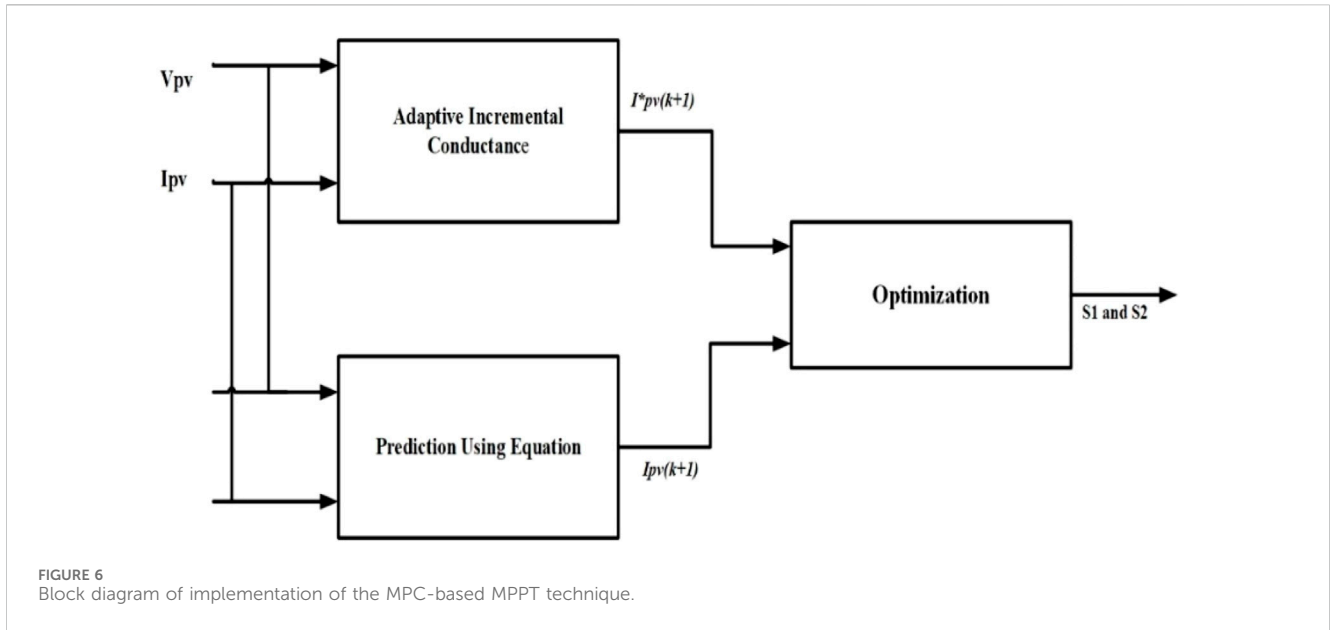 Vpv
Ipv
Adaptive Incremental
Conductance
I*pv(k+1)
Optimization
S1 and S2
Prediction Using Equation
Ipv(k+1)
FIGURE 6
Block diagram of implementation of the MPC-based MPPT technique.